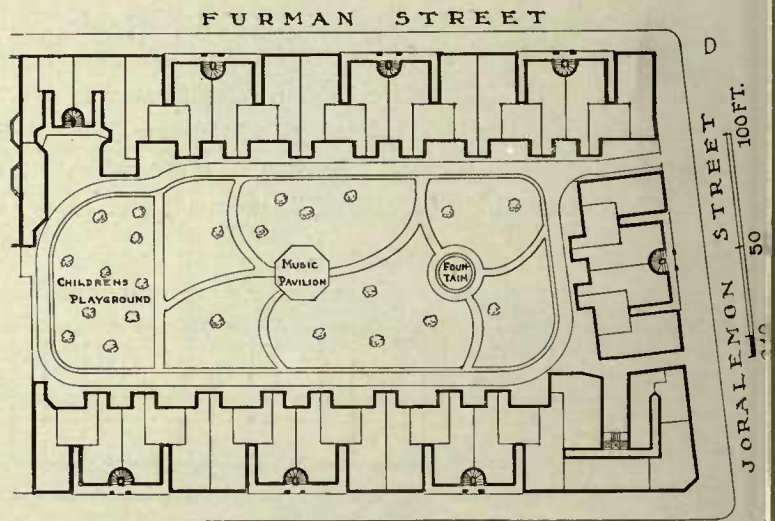 FURMAN STREET
D
JORALEMON STREET
100FT.
50
MUSIC
PAVILION
FOUN-
TAIN
CHILDRENS
PLAYGROUND